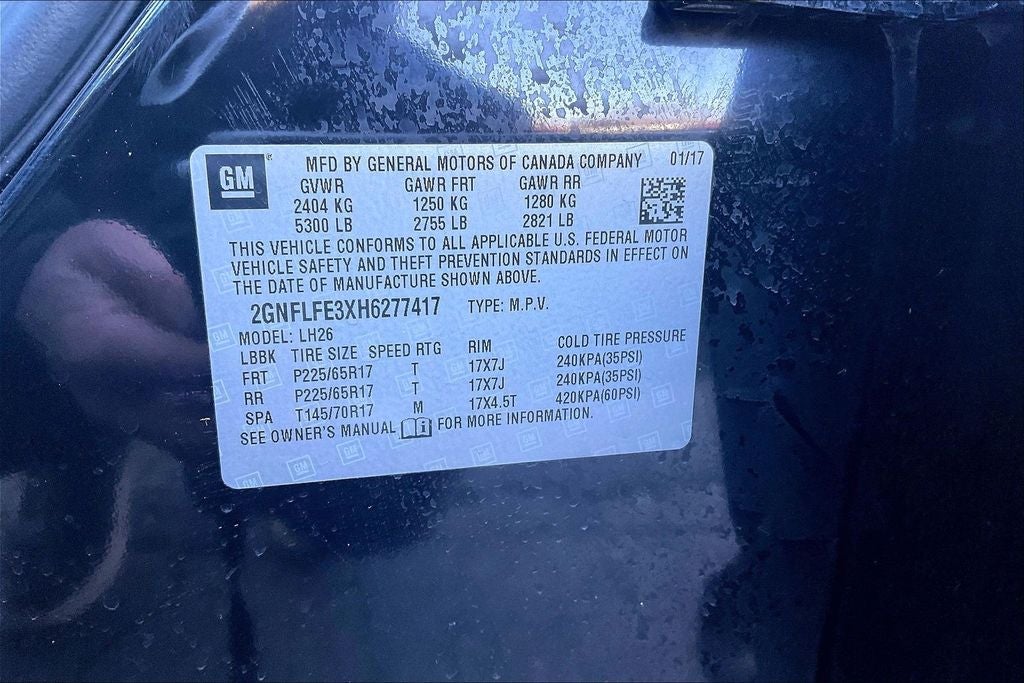 GM
MFD BY GENERAL MOTORS OF CANADA COMPANY 01/17
GVWR GAWR FRT GAWR RR
2404 KG 1250 KG 1280 KG
5300 LB 2755 LB 2821 LB
THIS VEHICLE CONFORMS TO ALL APPLICABLE U.S. FEDERAL MOTOR
VEHICLE SAFETY AND THEFT PREVENTION STANDARDS IN EFFECT ON
THE DATE OF MANUFACTURE SHOWN ABOVE.
2GNFLFE3XH6277417 TYPE: M.P.V.
MODEL: LH26
LBBK TIRE SIZE SPEED RTG RIM COLD TIRE PRESSURE
FRT P225/65R17 T 17X7J 240KPA(35PSI)
RR P225/65R17 T 17X7J 240KPA(35PSI)
SPA T145/70R17 M 17X4.5T 420KPA(60PSI)
SEE OWNER'S MANUAL FOR MORE INFORMATION.